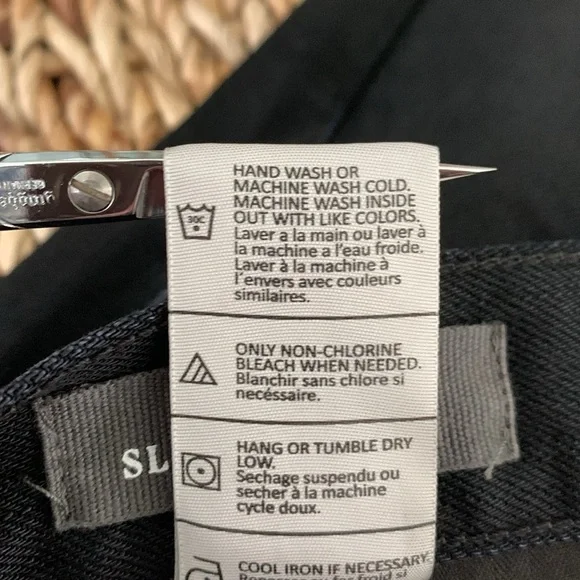 HAND WASH OR
MACHINE WASH COLD.
MACHINE WASH INSIDE
OUT WITH LIKE COLORS.
Laver a la main ou laver à
la machine a l'eau froide.
Laver à la machine à
l'envers avec couleurs
similaires.
30C
ONLY NON-CHLORINE
BLEACH WHEN NEEDED.
Blanchir sans chlore si
necéssaire.
HANG OR TUMBLE DRY
LOW.
Sechage suspendu ou
secher à la machine
cycle doux.
COOL IRON IF NECESSARY.
SL
GERMANY